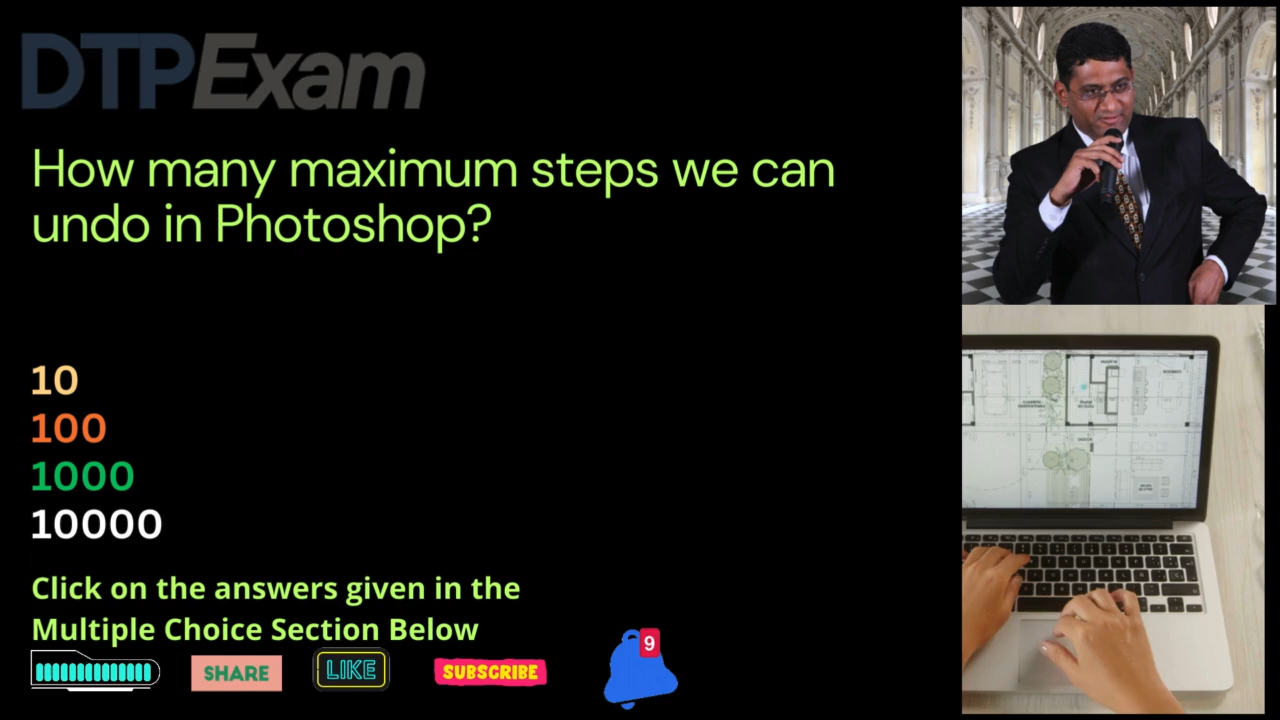 DTPExam
How many maximum steps we can
undo in Photoshop?
10
100
1000
10000
Click on the answers given in the
Multiple Choice Section Below
SHARE
LIKE
SUBSCRIBE
9